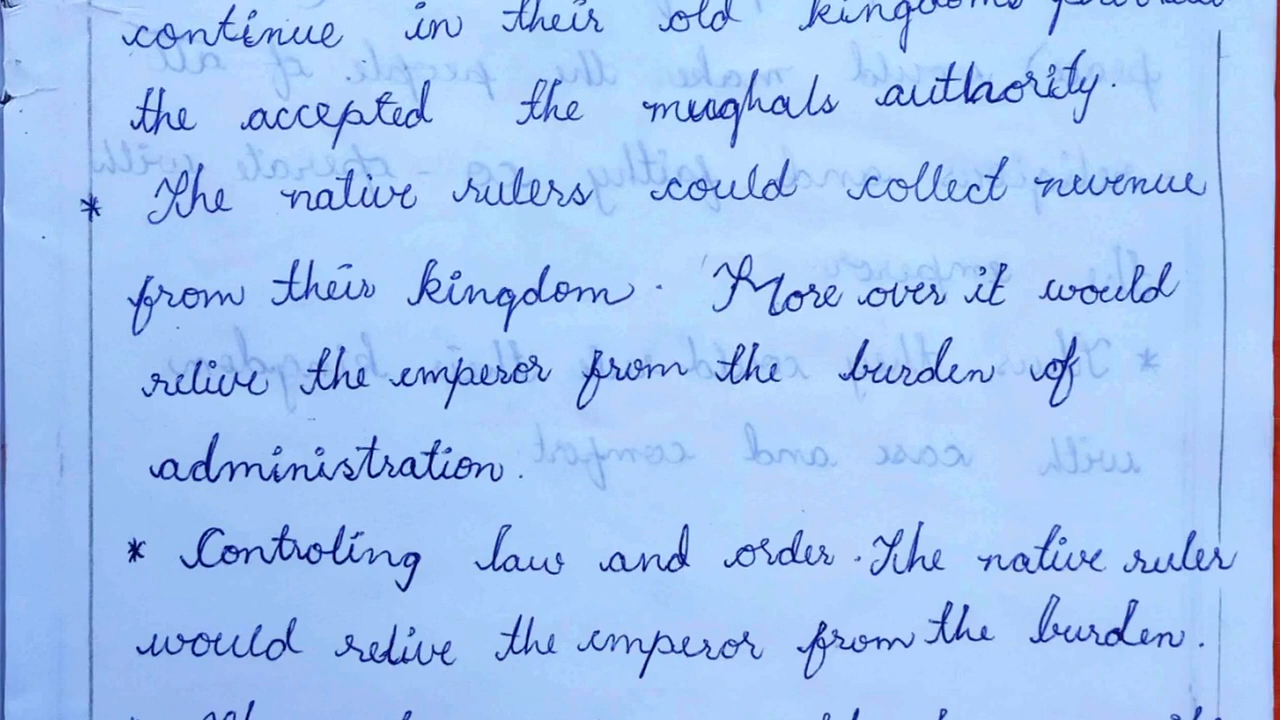 continue in their old kingdoms
the accepted the mughals authority.
* The native rulers could collect revenue
from their kingdom. More over it would
relive the emperor from the burden of
administration.
* Controling law and order. The native ruler
would relive the emperor from the burden.